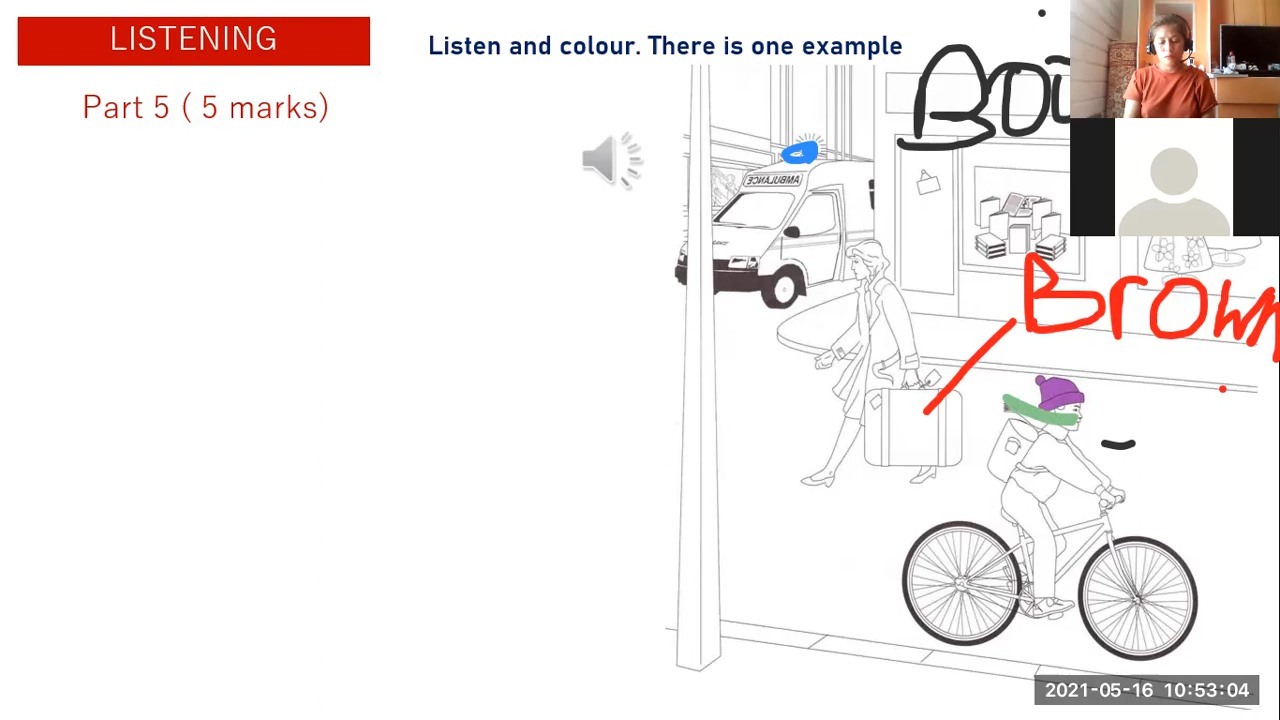 LISTENING
Listen and colour. There is one example
Part 5 ( 5 marks)
AMBULANCE
Brown
2021-05-16 10:53:04